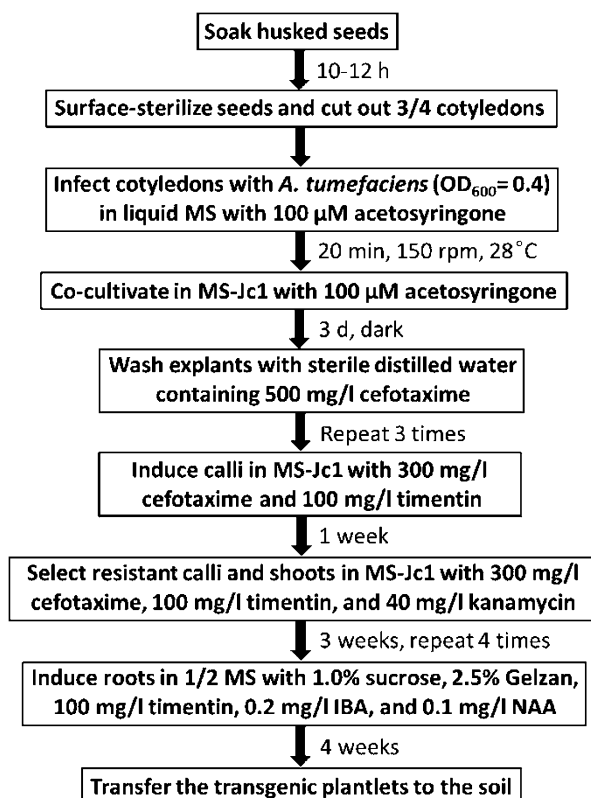 Soak husked seeds
10-12 h
Surface-sterilize seeds and cut out 3/4 cotyledons
Infect cotyledons with A. tumefaciens (OD600= 0.4)
in liquid MS with 100 µM acetosyringone
20 min, 150 rpm, 28°C
Co-cultivate in MS-Jc1 with 100 µM acetosyringone
3 d, dark
Wash explants with sterile distilled water
containing 500 mg/l cefotaxime
Repeat 3 times
Induce calli in MS-Jc1 with 300 mg/l
cefotaxime and 100 mg/l timentin
1 week
Select resistant calli and shoots in MS-Jc1 with 300 mg/l
cefotaxime, 100 mg/l timentin, and 40 mg/l kanamycin
3 weeks, repeat 4 times
Induce roots in 1/2 MS with 1.0% sucrose, 2.5% Gelzan,
100 mg/l timentin, 0.2 mg/l IBA, and 0.1 mg/l NAA
4 weeks
Transfer the transgenic plantlets to the soil